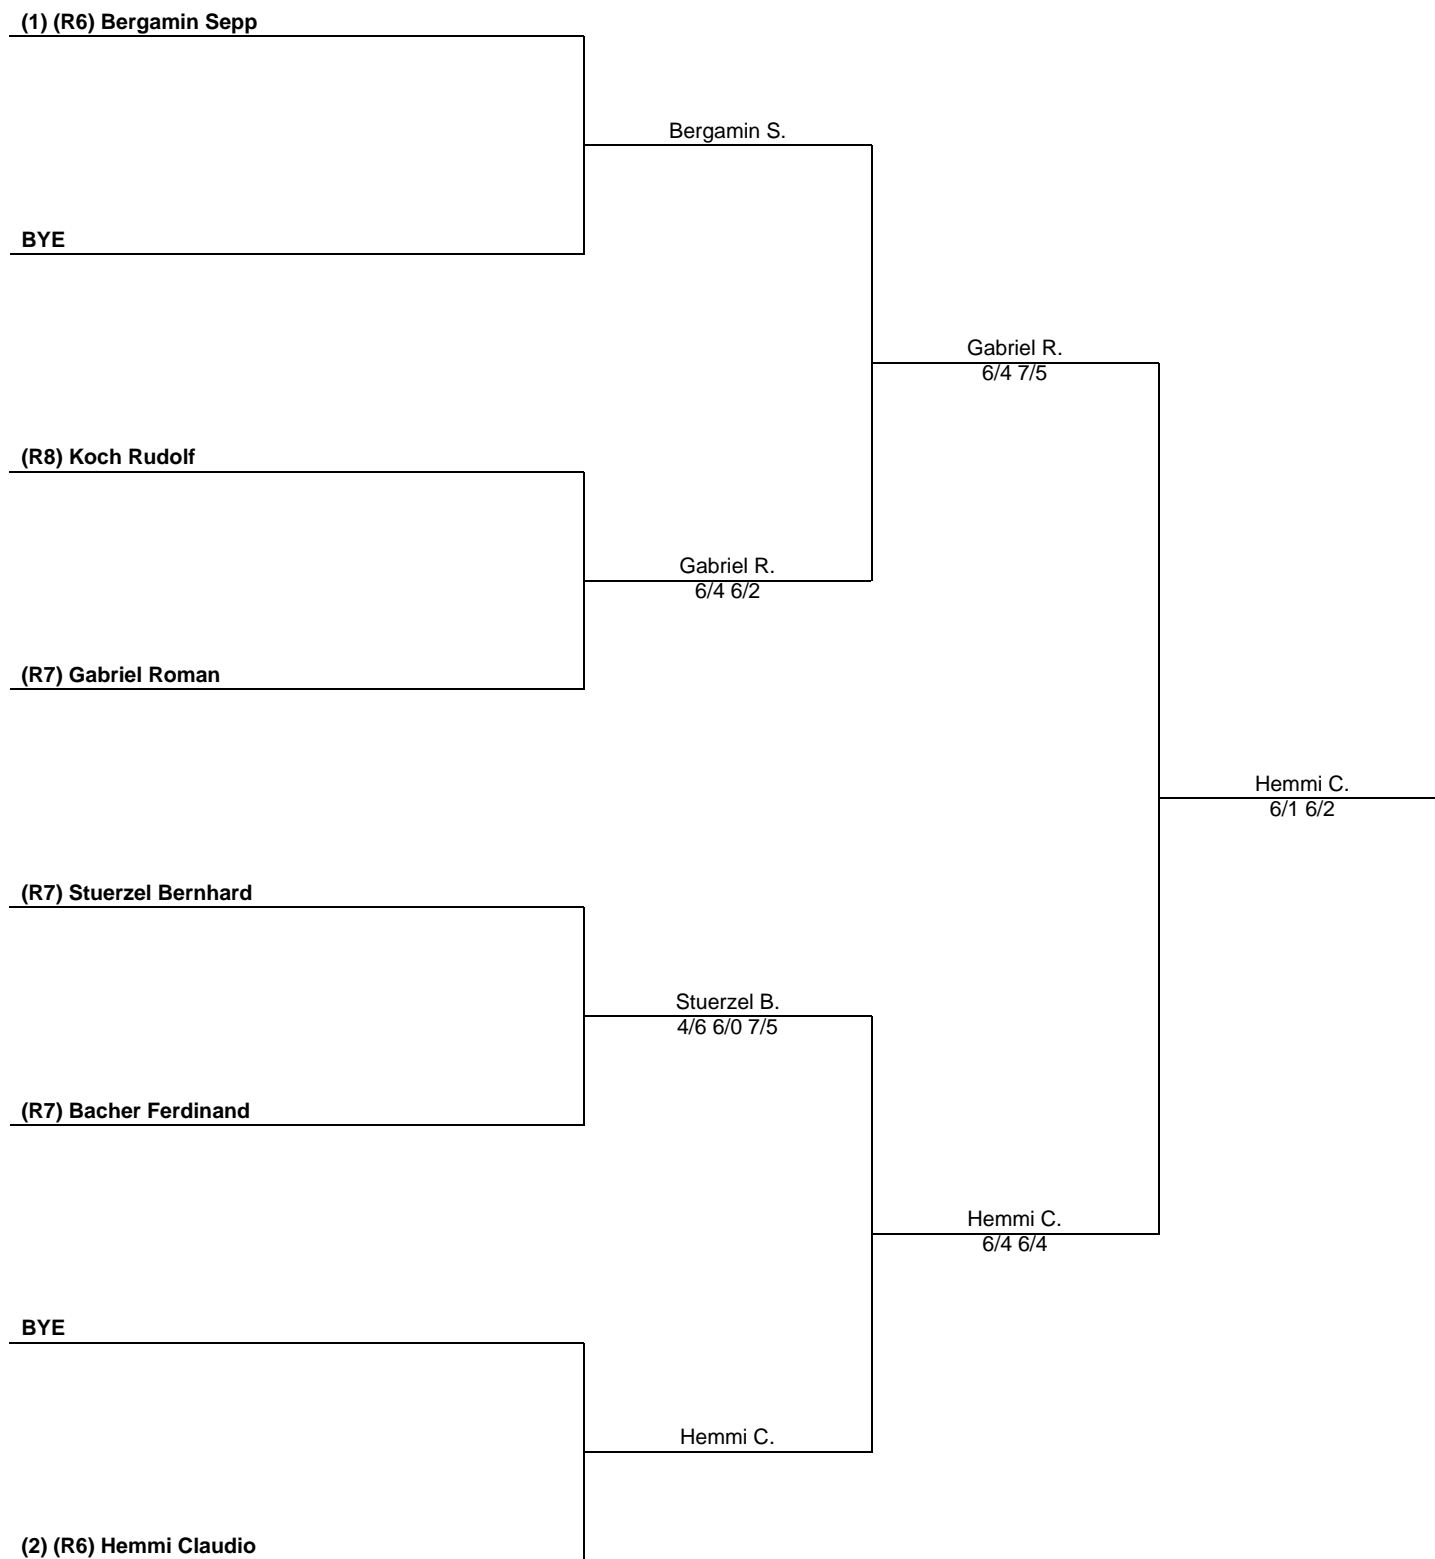 (1) (R6) Bergamin Sepp
Bergamin S.
BYE
Gabriel R.
6/4 7/5
(R8) Koch Rudolf
Gabriel R.
6/4 6/2
(R7) Gabriel Roman
Hemmi C.
6/1 6/2
(R7) Stuerzel Bernhard
Stuerzel B.
4/6 6/0 7/5
(R7) Bacher Ferdinand
Hemmi C.
6/4 6/4
BYE
Hemmi C.
(2) (R6) Hemmi Claudio